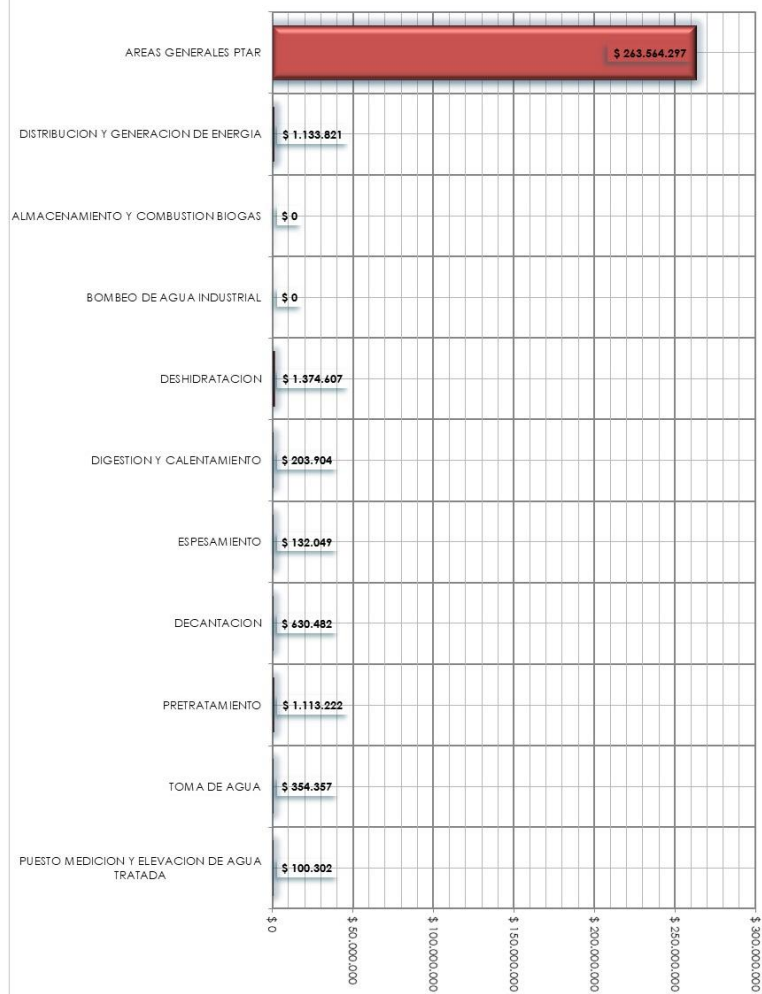 AREAS GENERALES PTAR
$ 263.564.297
DISTRIBUCION Y GENERACION DE ENERGIA
$ 1.133.821
ALMACENAMIENTO Y COMBUSTION BIOGAS
$ 0
BOMBEO DE AGUA INDUSTRIAL
$ 0
DESHIDRATACION
$ 1.374.607
DIGESTION Y CALENTAMIENTO
$ 203.904
ESPESAMIENTO
$ 132.049
DECANTACION
$ 630.482
PRETRATAMIENTO
$ 1.113.222
TOMA DE AGUA
$ 354.357
PUESTO MEDICION Y ELEVACION DE AGUA
TRATADA
$ 100.302
$ 0
$ 50.000.000
$ 100.000.000
$ 150.000.000
$ 200.000.000
$ 250.000.000
$ 300.000.000